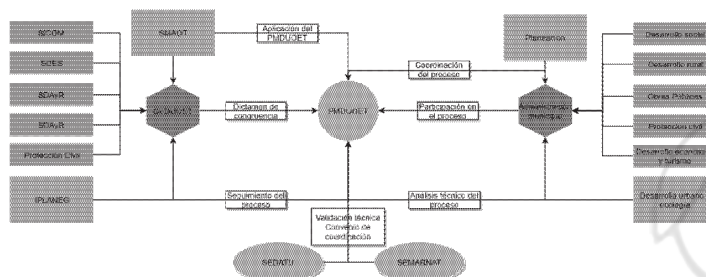 SICOM
SMAOT
Aplicación del
PMDUOET
Planeación
Desarrollo social
SDES
Coordinación
del proceso
Desarrollo rural
SDAyR
Dictamen de
congruencia
PMDUOET
Participación en
el proceso
municipal
Obras Públicas
SDAyR
Protección civil
Protección Civil
Desarrollo económico
y turismo
IPLANEG
Seguimiento del
proceso
Análisis técnico del
proceso
Desarrollo urbano
ecología
Validación técnica
Convenio de
coordinación
SEDATU
SEMARNAT